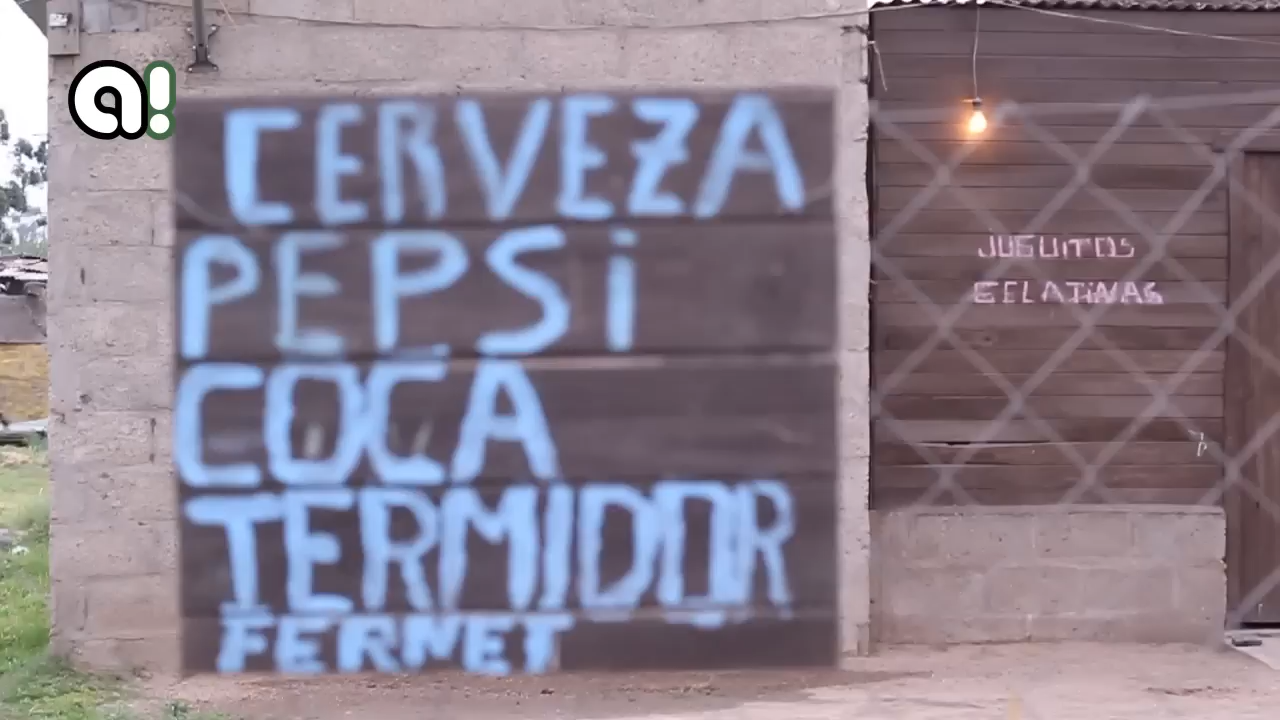 a!
CERVEZA
PEPSi
COCA
TERMIDOR
FERNET
JUGUITOS
GELATiNAS